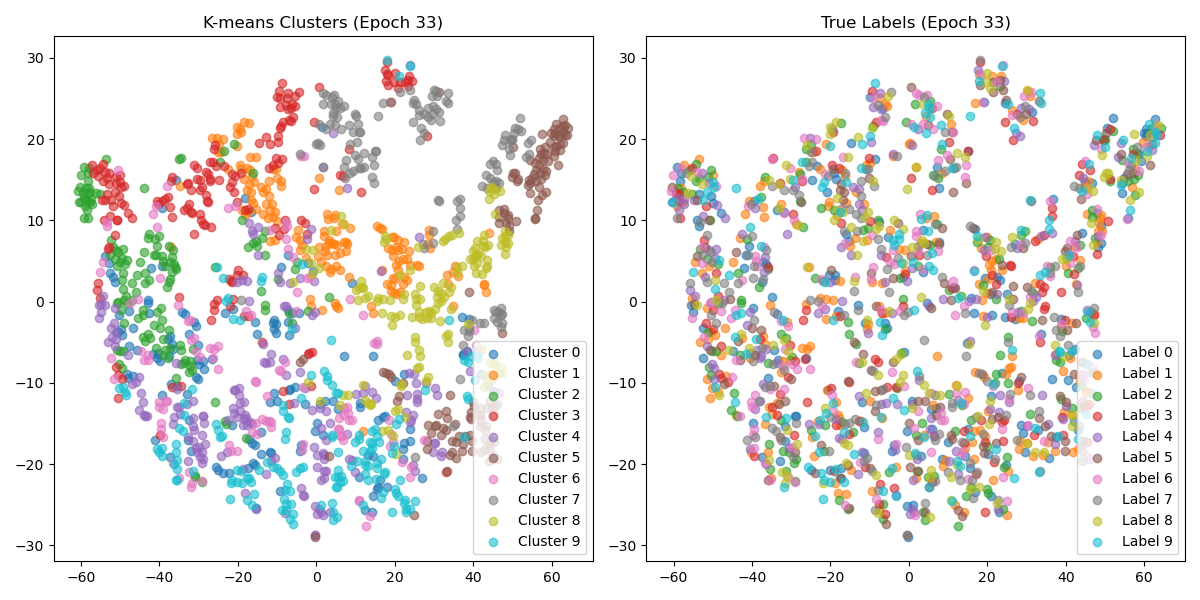 K-means Clusters (Epoch 33)
30
20
10
0
−10
−20
−30
−60
−40
−20
0
20
40
60
Cluster 0
Cluster 1
Cluster 2
Cluster 3
Cluster 4
Cluster 5
Cluster 6
Cluster 7
Cluster 8
Cluster 9
True Labels (Epoch 33)
30
20
10
0
−10
−20
−30
−60
−40
−20
0
20
40
60
Label 0
Label 1
Label 2
Label 3
Label 4
Label 5
Label 6
Label 7
Label 8
Label 9